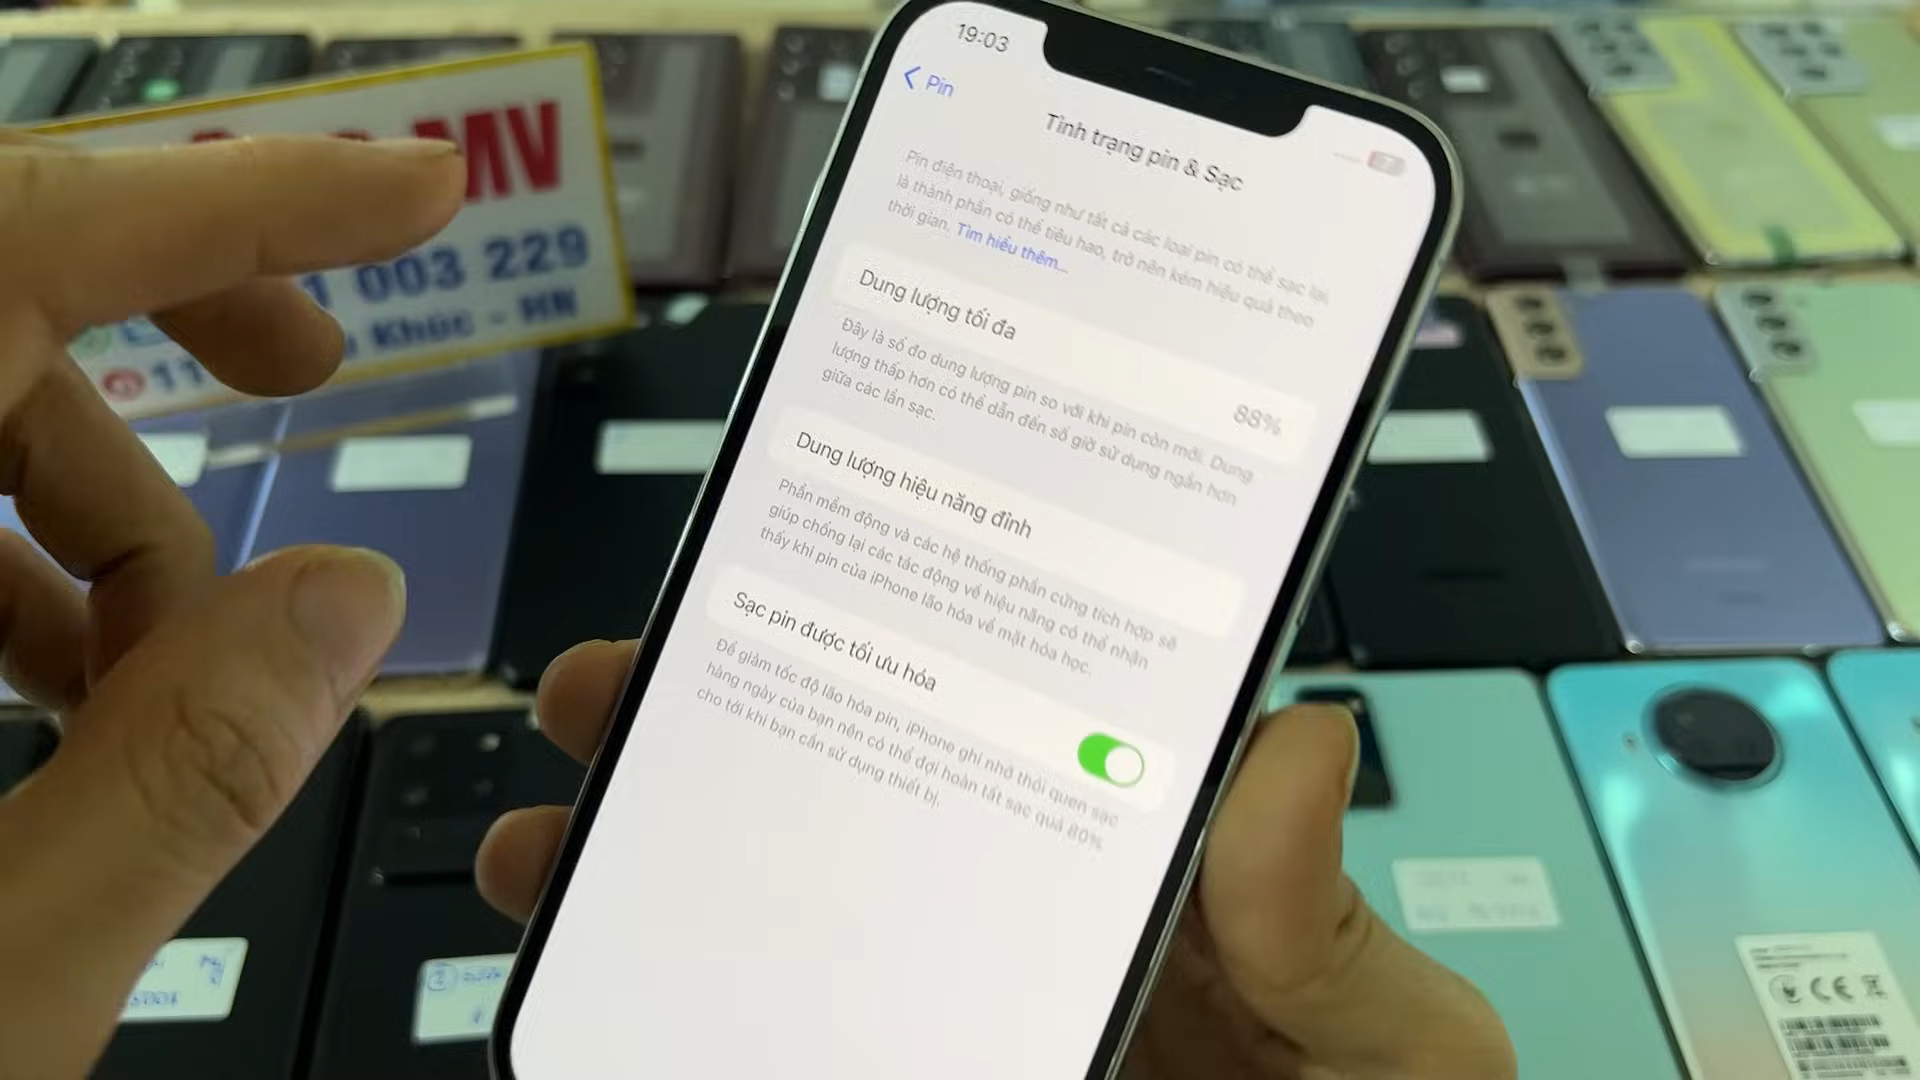 19:03
Pin
Tình trạng pin & Sạc
Pin điện thoại, giống như tất cả các loại pin có thể sạc lại,
là thành phần có thể tiêu hao, trở nên kém hiệu quả theo
thời gian. Tìm hiểu thêm...
Dung lượng tối đa
88%
Đây là số đo dung lượng pin so với khi pin còn mới. Dung
lượng thấp hơn có thể dẫn đến số giờ sử dụng ngắn hơn
giữa các lần sạc.
Dung lượng hiệu năng đỉnh
Phần mềm động và các hệ thống phần cứng tích hợp sẽ
giúp chống lại các tác động về hiệu năng có thể nhận
thấy khi pin của iPhone lão hóa về mặt hóa học.
Sạc pin được tối ưu hóa
Để giảm tốc độ lão hóa pin, iPhone ghi nhớ thói quen sạc
hàng ngày của bạn nên có thể đợi hoàn tất sạc quá 80%
cho tới khi bạn cần sử dụng thiết bị.
MV
1 003 229
Khúc - HN
11
CE